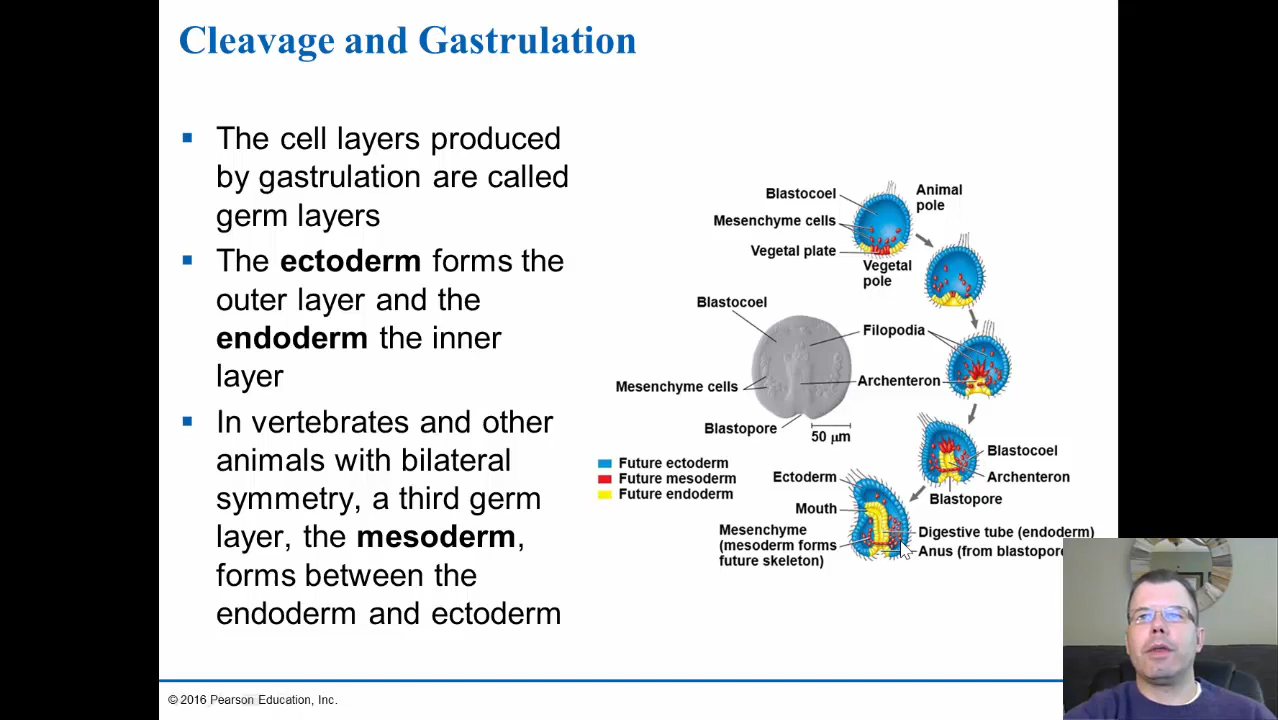 Cleavage and Gastrulation
The cell layers produced
by gastrulation are called
germ layers
The ectoderm forms the
outer layer and the
endoderm the inner
layer
In vertebrates and other
animals with bilateral
symmetry, a third germ
layer, the mesoderm,
forms between the
endoderm and ectoderm
Blastocoel
Animal
pole
Mesenchyme cells
Vegetal plate
Vegetal
pole
Blastocoel
Filopodia
Mesenchyme cells
Archenteron
Blastopore
50 µm
Future ectoderm
Future mesoderm
Future endoderm
Blastocoel
Archenteron
Blastopore
Ectoderm
Mouth
Mesenchyme
(mesoderm forms
future skeleton)
Digestive tube (endoderm)
Anus (from blastopore
© 2016 Pearson Education, Inc.